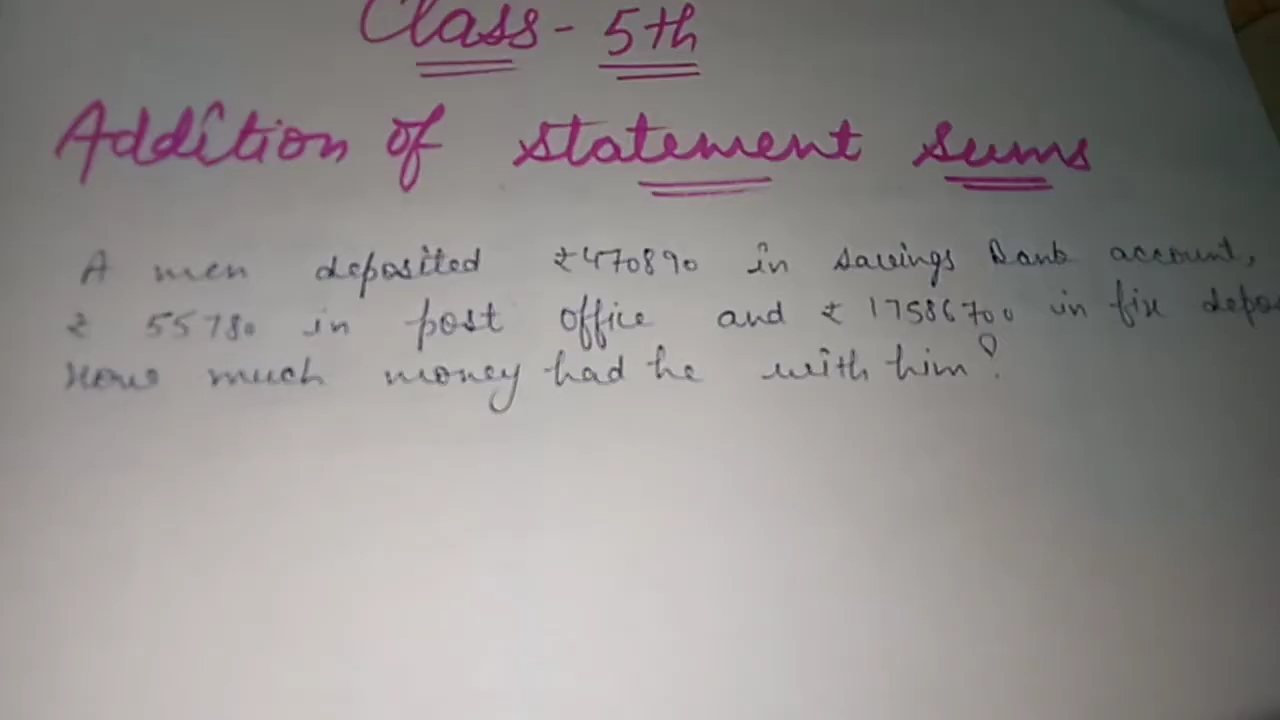 Class - 5th
Addition of statement sums
A men deposited ₹470890 in savings Bank account,
₹ 55780 in post office and ₹ 17586700 in fix
How much money had he with him?